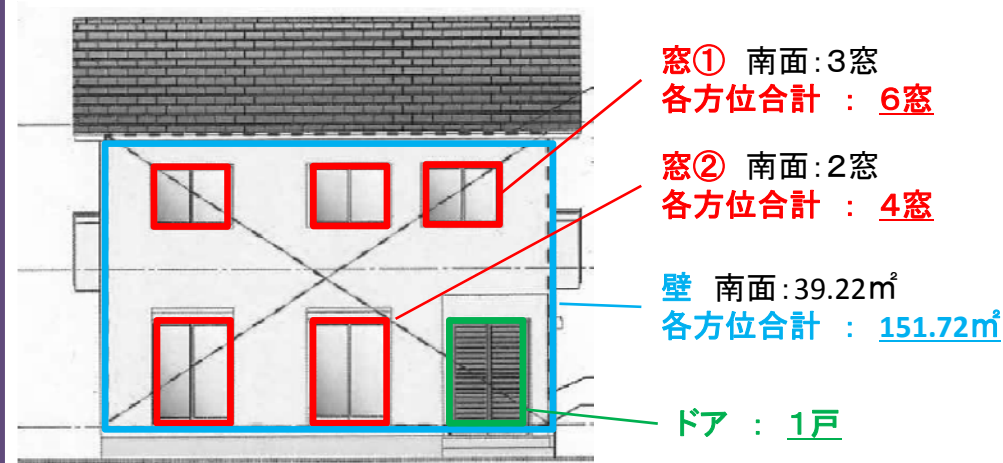 窓① 南面:３窓
各方位合計 : ６窓
窓② 南面:２窓
各方位合計 : ４窓
壁 南面:39.22㎡
各方位合計 : 151.72㎡
ドア : １戸